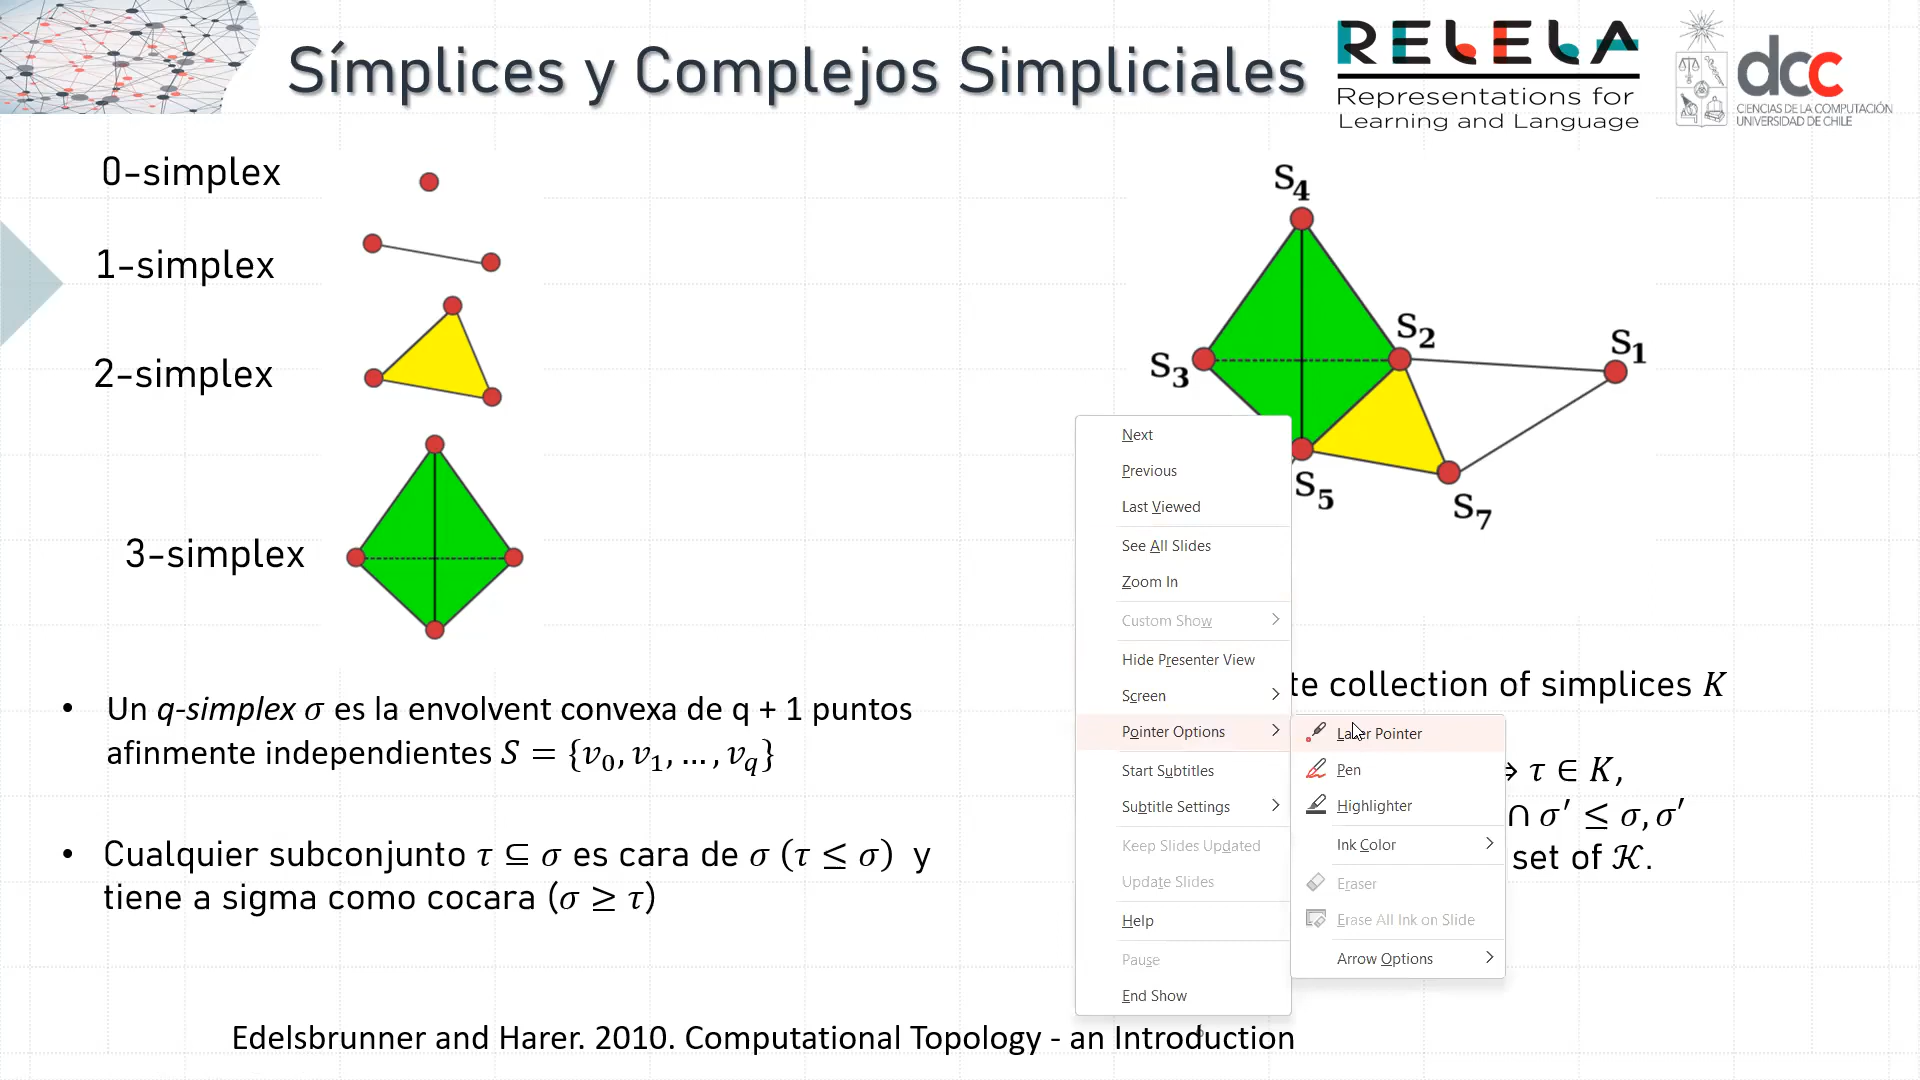 Símplices y Complejos Simpliciales
RELELA
Representations for
Learning and Language
dcc
CIENCIAS DE LA COMPUTACIÓN
UNIVERSIDAD DE CHILE
0-simplex
1-simplex
2-simplex
3-simplex
S4
S2
S1
S3
S5
S7
• Un q-simplex σ es la envolvent convexa de q + 1 puntos
afinmente independientes S = {v0, v1, … , vq}
• Cualquier subconjunto τ ⊆ σ es cara de σ (τ ≤ σ) y
tiene a sigma como cocara (σ ≥ τ)
collection of simplices K
τ ∈ K,
∩ σ′ ≤ σ, σ′
set of 𝒦.
Next
Previous
Last Viewed
See All Slides
Zoom In
Custom Show
Hide Presenter View
Screen
Pointer Options
Start Subtitles
Subtitle Settings
Keep Slides Updated
Update Slides
Help
Pause
End Show
Laser Pointer
Pen
Highlighter
Ink Color
Eraser
Erase All Ink on Slide
Arrow Options
Edelsbrunner and Harer. 2010. Computational Topology - an Introduction